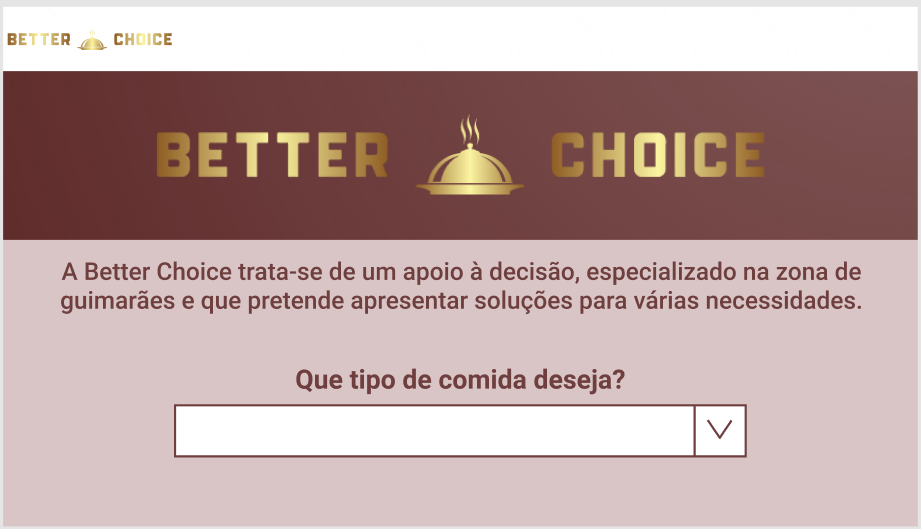 BETTER CHOICE
BETTER CHOICE
A Better Choice trata-se de um apoio à decisão, especializado na zona de
guimarães e que pretende apresentar soluções para várias necessidades.
Que tipo de comida deseja?